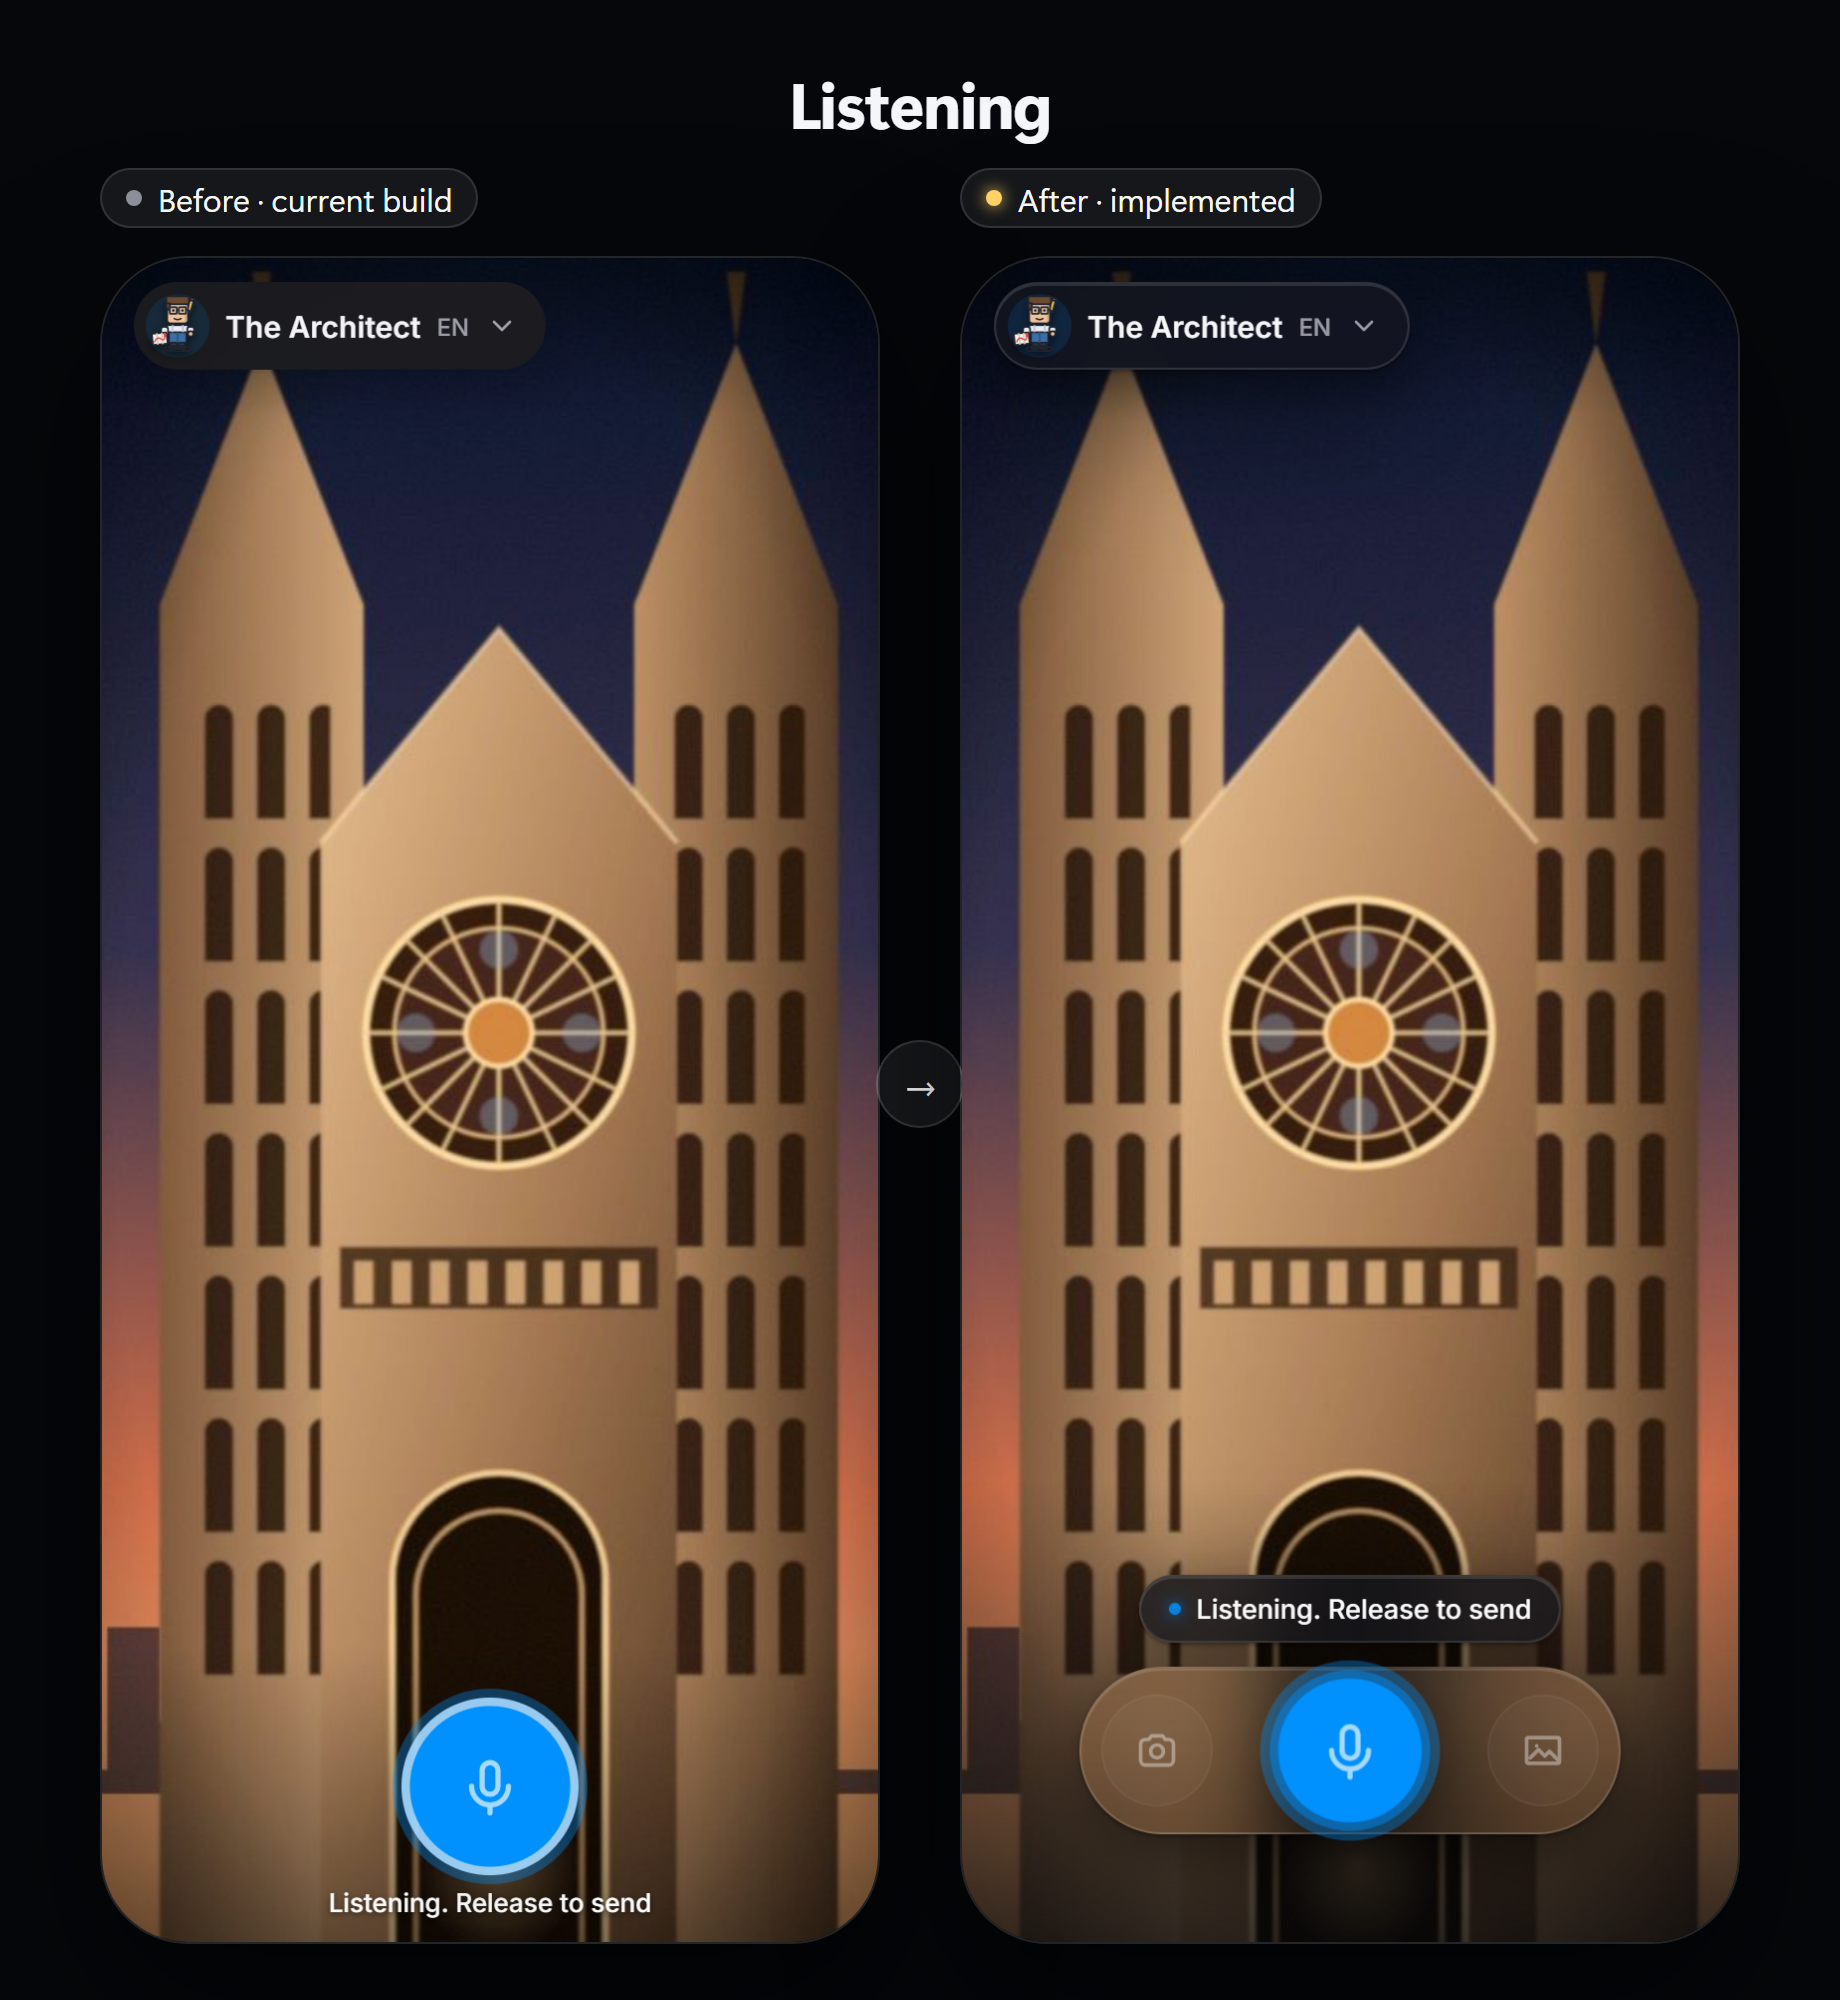 Listening
Before · current build
After · implemented
The Architect EN
The Architect EN
Listening. Release to send
Listening. Release to send